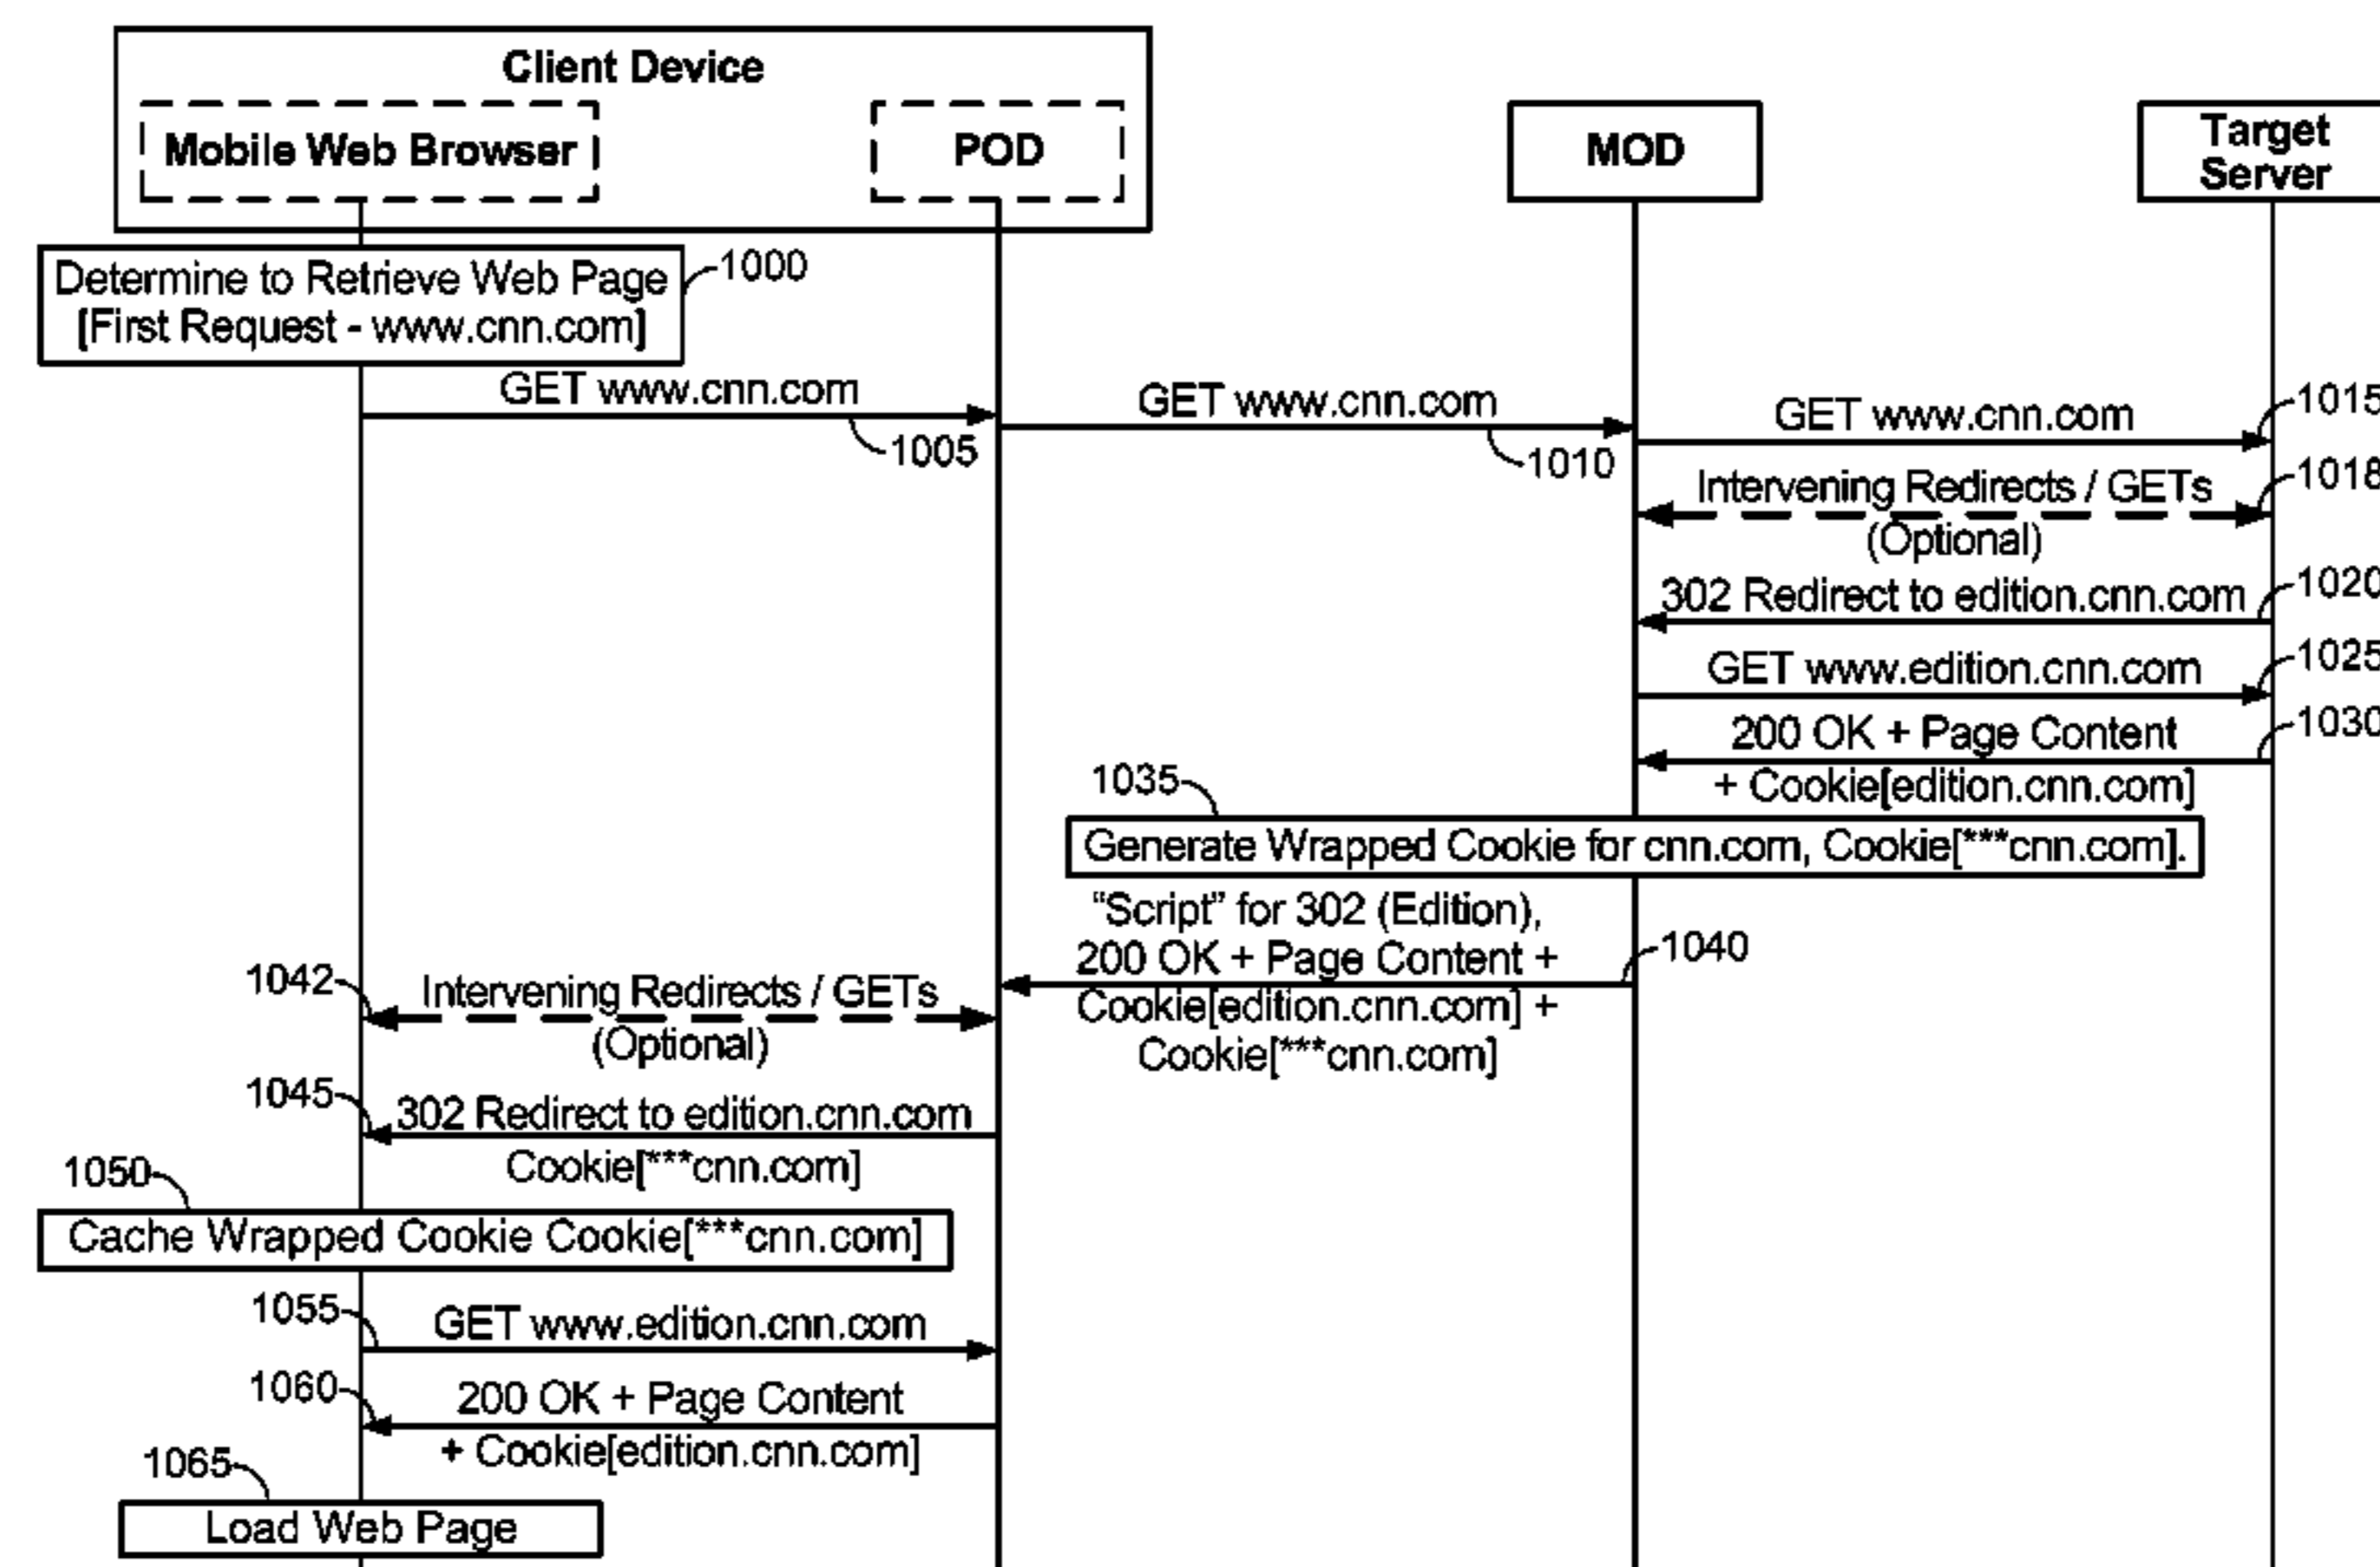 Client Device
Mobile Web Browser
POD
MOD
Target
Server
Determine to Retrieve Web Page
[First Request - www.cnn.com]
1000
GET www.cnn.com
1005
GET www.cnn.com
1010
GET www.cnn.com
1015
Intervening Redirects / GETs
(Optional)
1018
302 Redirect to edition.cnn.com
1020
GET www.edition.cnn.com
1025
200 OK + Page Content
+ Cookie[edition.cnn.com]
1030
1035
Generate Wrapped Cookie for cnn.com, Cookie[***cnn.com].
“Script” for 302 (Edition),
200 OK + Page Content +
Cookie[edition.cnn.com] +
Cookie[***cnn.com]
1040
1042
Intervening Redirects / GETs
(Optional)
1045
302 Redirect to edition.cnn.com
Cookie[***cnn.com]
1050
Cache Wrapped Cookie Cookie[***cnn.com]
1055
GET www.edition.cnn.com
1060
200 OK + Page Content
+ Cookie[edition.cnn.com]
1065
Load Web Page